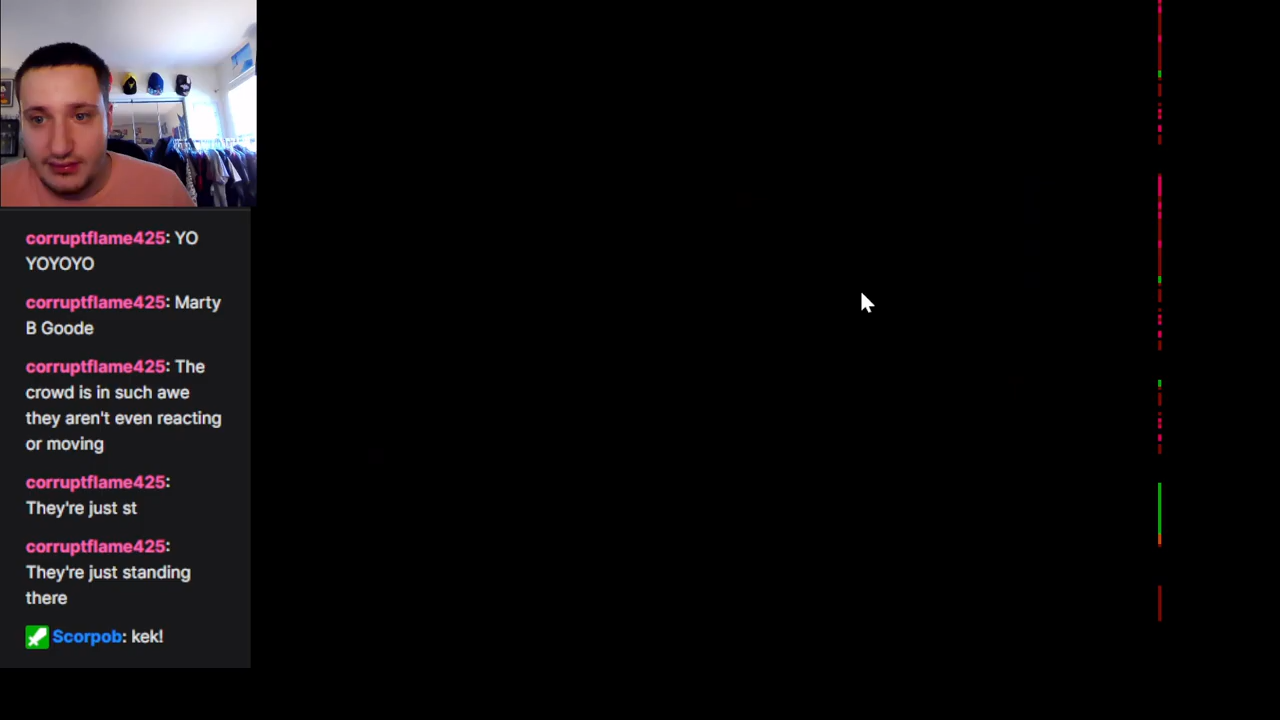 corruptflame425: YO
YOYOYO
corruptflame425: Marty
B Goode
corruptflame425: The
crowd is in such awe
they aren't even reacting
or moving
corruptflame425:
They're just st
corruptflame425:
They're just standing
there
Scorpob: kek!